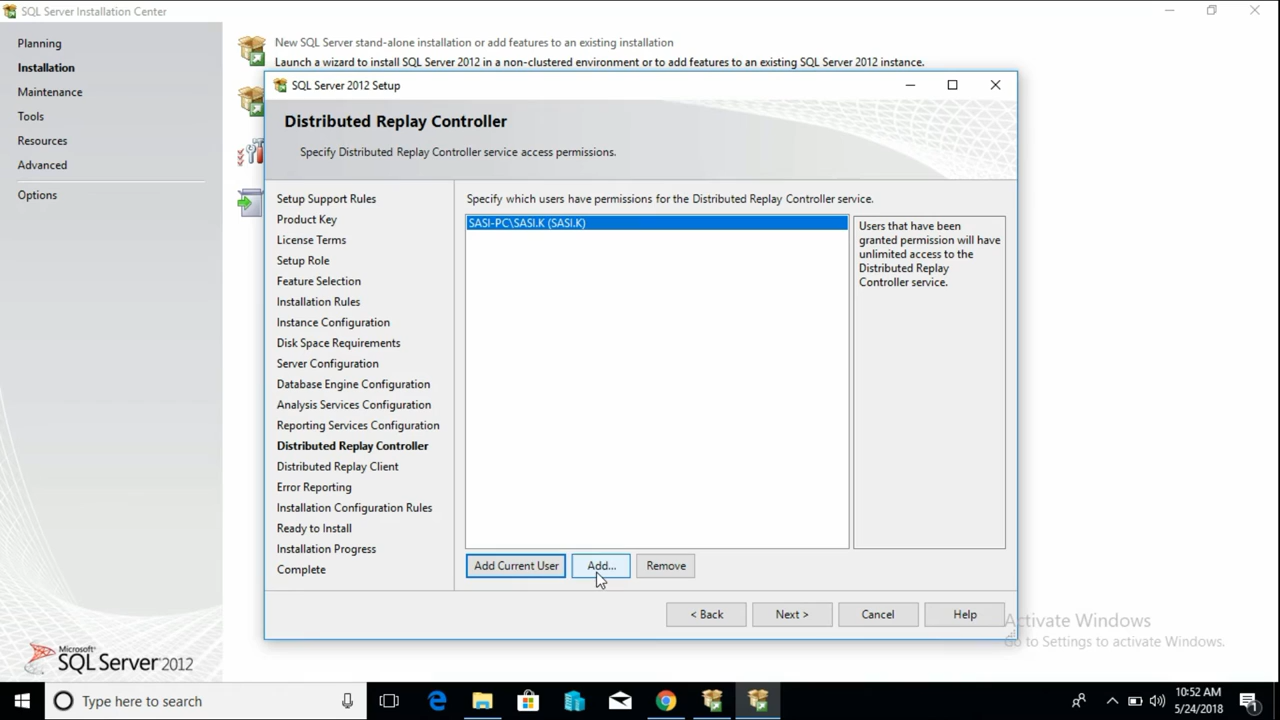 SQL Server Installation Center
Planning
Installation
Maintenance
Tools
Resources
Advanced
Options
New SQL Server stand-alone installation or add features to an existing installation
Launch a wizard to install SQL Server 2012 in a non-clustered environment or to add features to an existing SQL Server 2012 instance.
SQL Server 2012 Setup
Distributed Replay Controller
Specify Distributed Replay Controller service access permissions.
Setup Support Rules
Product Key
License Terms
Setup Role
Feature Selection
Installation Rules
Instance Configuration
Disk Space Requirements
Server Configuration
Database Engine Configuration
Analysis Services Configuration
Reporting Services Configuration
Distributed Replay Controller
Distributed Replay Client
Error Reporting
Installation Configuration Rules
Ready to Install
Installation Progress
Complete
Specify which users have permissions for the Distributed Replay Controller service.
SASI-PC\SASI.K (SASI.K)
Users that have been
granted permission will have
unlimited access to the
Distributed Replay
Controller service.
Add Current User
Add...
Remove
< Back
Next >
Cancel
Help
Activate Windows
Go to Settings to activate Windows.
Microsoft®
SQL Server 2012
Type here to search
10:52 AM
5/24/2018
1